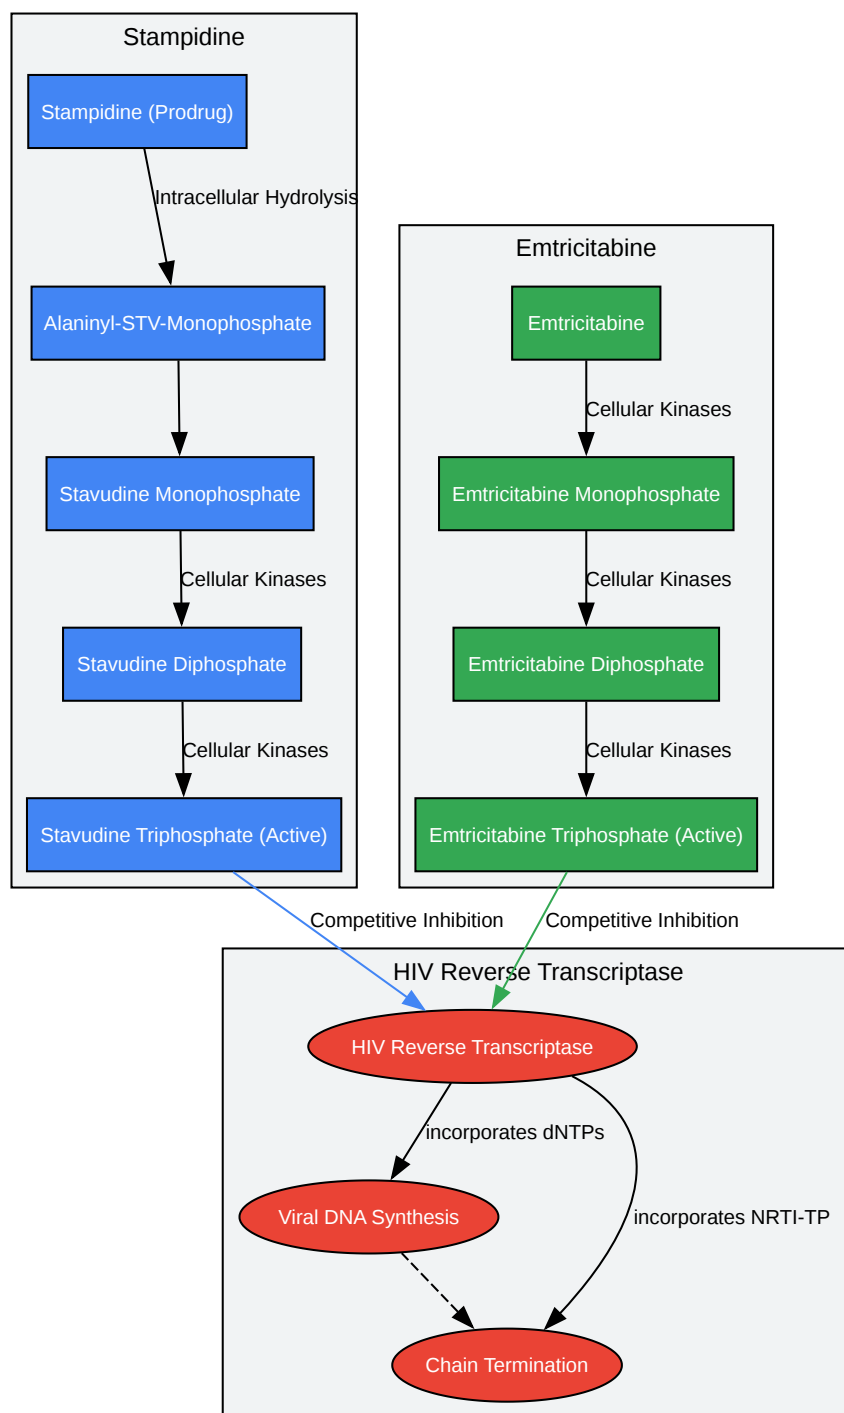 Stampidine
Stampidine (Prodrug)
Intracellular Hydrolysis
Alaninyl-STV-Monophosphate
Stavudine Monophosphate
Cellular Kinases
Stavudine Diphosphate
Cellular Kinases
Stavudine Triphosphate (Active)
Competitive Inhibition
Emtricitabine
Emtricitabine
Cellular Kinases
Emtricitabine Monophosphate
Cellular Kinases
Emtricitabine Diphosphate
Cellular Kinases
Emtricitabine Triphosphate (Active)
Competitive Inhibition
HIV Reverse Transcriptase
HIV Reverse Transcriptase
incorporates dNTPs
Viral DNA Synthesis
incorporates NRTI-TP
Chain Termination